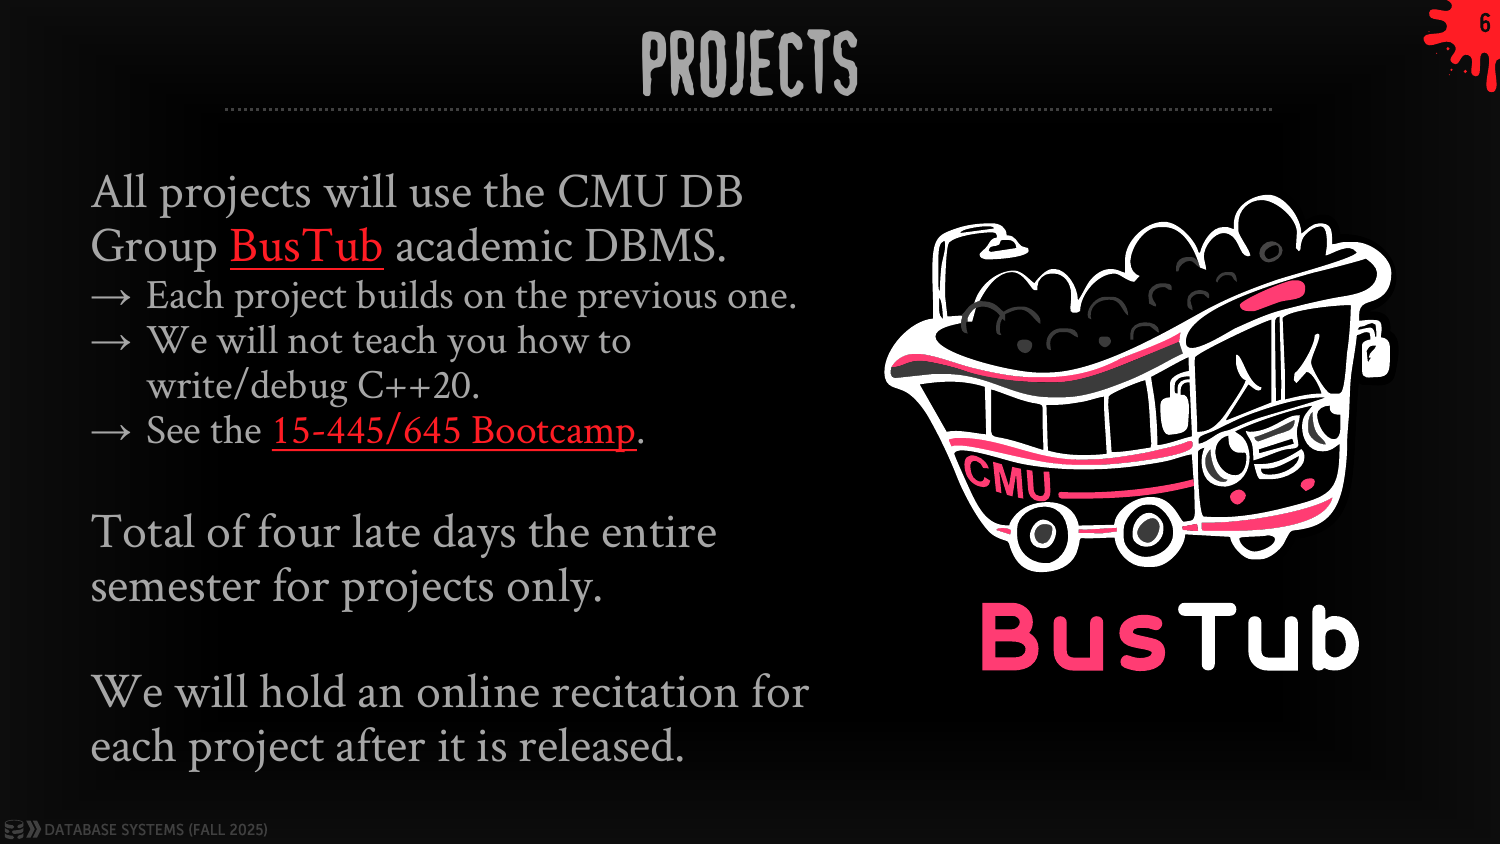 PROJECTS
6
All projects will use the CMU DB
Group BusTub academic DBMS.
→ Each project builds on the previous one.
→ We will not teach you how to
write/debug C++20.
→ See the 15-445/645 Bootcamp.
Total of four late days the entire
semester for projects only.
We will hold an online recitation for
each project after it is released.
CMU
BusTub
DATABASE SYSTEMS (FALL 2025)